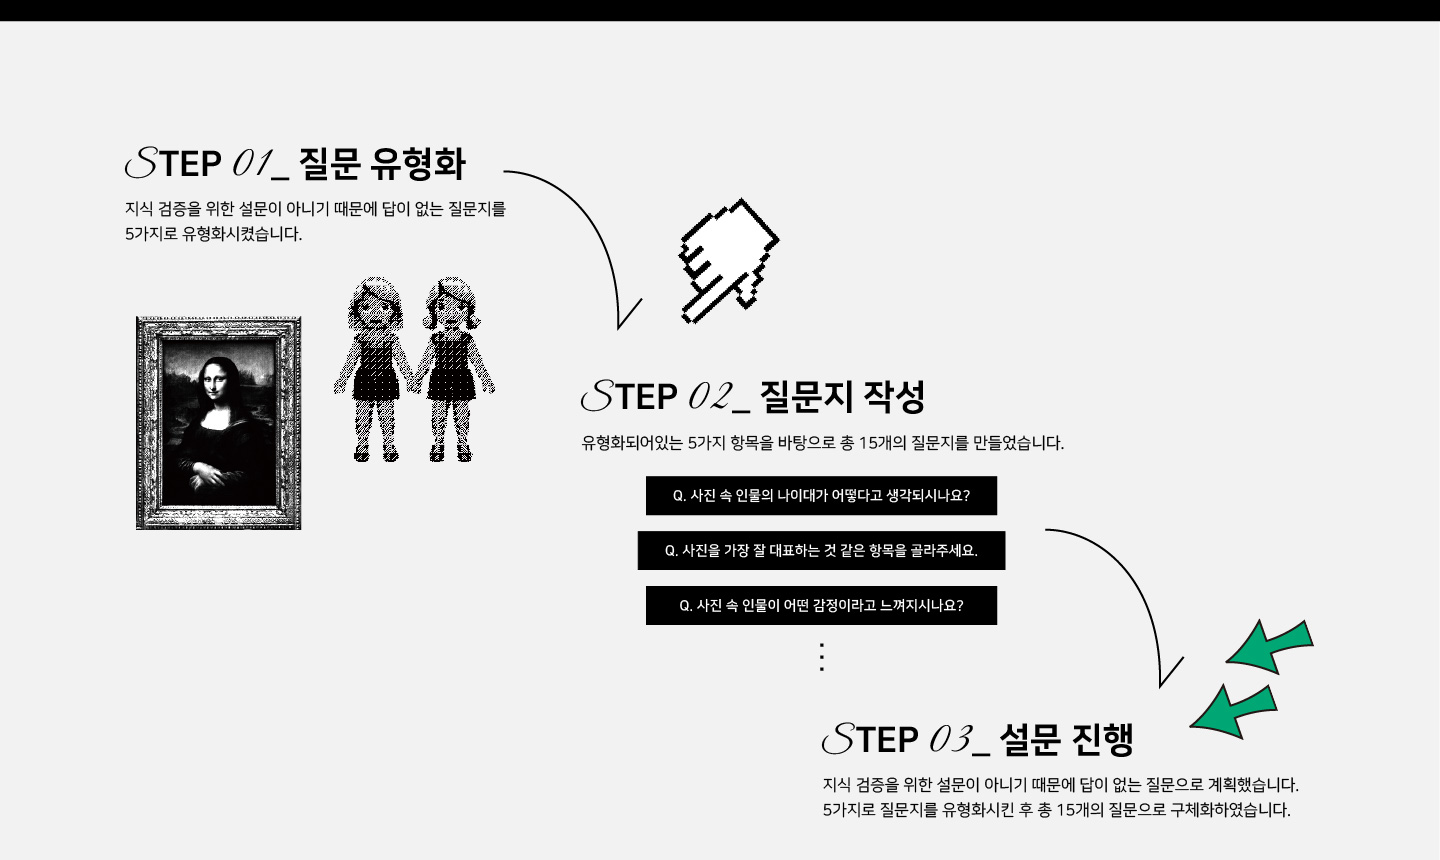 STEP 01_ 질문 유형화
지식 검증을 위한 설문이 아니기 때문에 답이 없는 질문지를
5가지로 유형화시켰습니다.
STEP 02_ 질문지 작성
유형화되어있는 5가지 항목을 바탕으로 총 15개의 질문지를 만들었습니다.
Q. 사진 속 인물의 나이대가 어떻다고 생각되시나요?
Q. 사진을 가장 잘 대표하는 것 같은 항목을 골라주세요.
Q. 사진 속 인물이 어떤 감정이라고 느껴지시나요?
STEP 03_ 설문 진행
지식 검증을 위한 설문이 아니기 때문에 답이 없는 질문으로 계획했습니다.
5가지로 질문지를 유형화시킨 후 총 15개의 질문으로 구체화하였습니다.